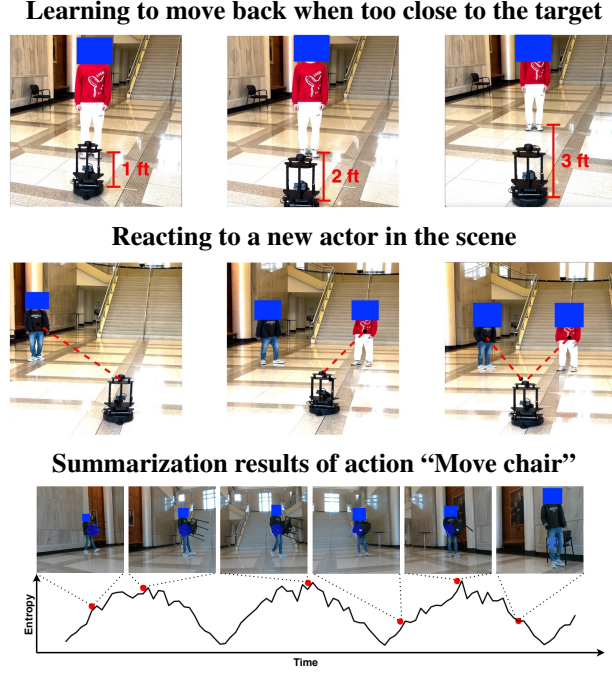 Learning to move back when too close to the target
1 ft
2 ft
3 ft
Reacting to a new actor in the scene
Summarization results of action “Move chair”
Entropy
Time